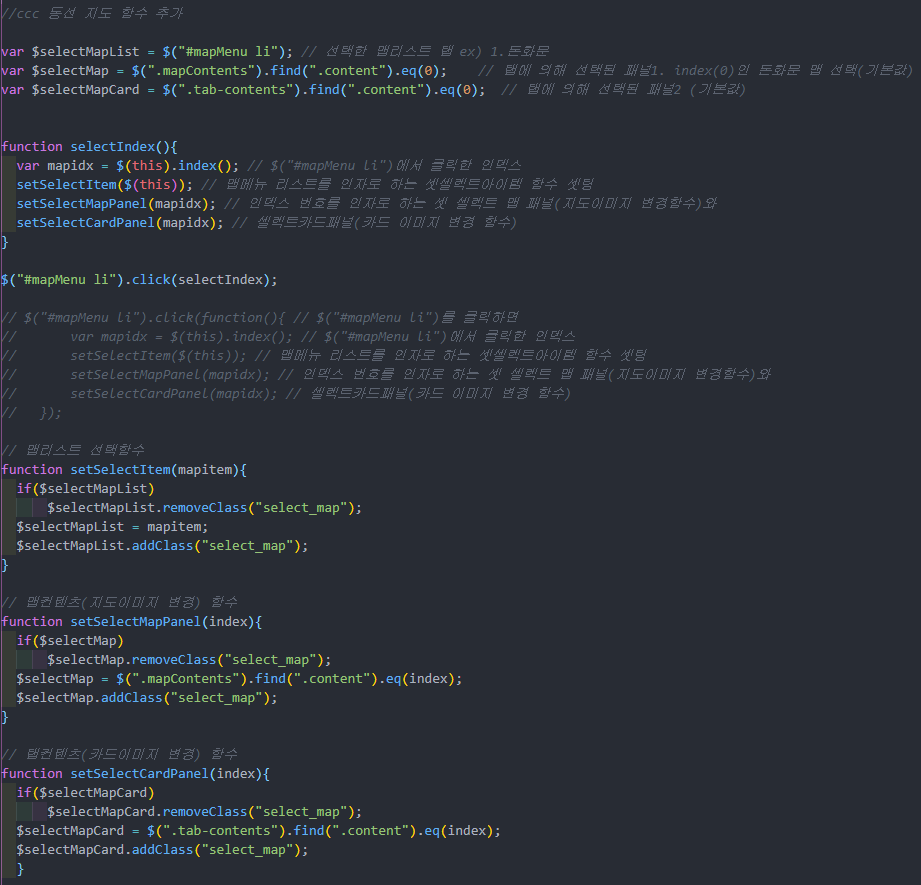 //ccc 동선 지도 함수 추가
var $selectMapList = $("#mapMenu li"); // 선택한 맵리스트 탭 ex) 1.돈화문
var $selectMap = $(".mapContents").find(".content").eq(0);    // 탭에 의해 선택된 패널1. index(0)인 돈화문 맵 선택(기본값)
var $selectMapCard = $(".tab-contents").find(".content").eq(0);  // 탭에 의해 선택된 패널2 (기본값)
function selectIndex(){
  var mapidx = $(this).index(); // $("#mapMenu li")에서 클릭한 인덱스
  setSelectItem($(this)); // 맵메뉴 리스트를 인자로 하는 셋셀렉트아이템 함수 셋팅
  setSelectMapPanel(mapidx); // 인덱스 번호를 인자로 하는 셋 셀렉트 맵 패널(지도이미지 변경함수)와
  setSelectCardPanel(mapidx); // 셀렉트카드패널(카드 이미지 변경 함수)
}
$("#mapMenu li").click(selectIndex);
// $("#mapMenu li").click(function(){ // $("#mapMenu li")를 클릭하면
//       var mapidx = $(this).index(); // $("#mapMenu li")에서 클릭한 인덱스
//       setSelectItem($(this)); // 맵메뉴 리스트를 인자로 하는 셋셀렉트아이템 함수 셋팅
//       setSelectMapPanel(mapidx); // 인덱스 번호를 인자로 하는 셋 셀렉트 맵 패널(지도이미지 변경함수)와
//       setSelectCardPanel(mapidx); // 셀렉트카드패널(카드 이미지 변경 함수)
//   });
// 맵리스트 선택함수
function setSelectItem(mapitem){
  if($selectMapList)
      $selectMapList.removeClass("select_map");
  $selectMapList = mapitem;
  $selectMapList.addClass("select_map");
}
// 맵컨텐츠(지도이미지 변경) 함수
function setSelectMapPanel(index){
  if($selectMap)
      $selectMap.removeClass("select_map");
  $selectMap = $(".mapContents").find(".content").eq(index);
  $selectMap.addClass("select_map");
}
// 탭컨텐츠(카드이미지 변경) 함수
function setSelectCardPanel(index){
  if($selectMapCard)
      $selectMapCard.removeClass("select_map");
  $selectMapCard = $(".tab-contents").find(".content").eq(index);
  $selectMapCard.addClass("select_map");
  }